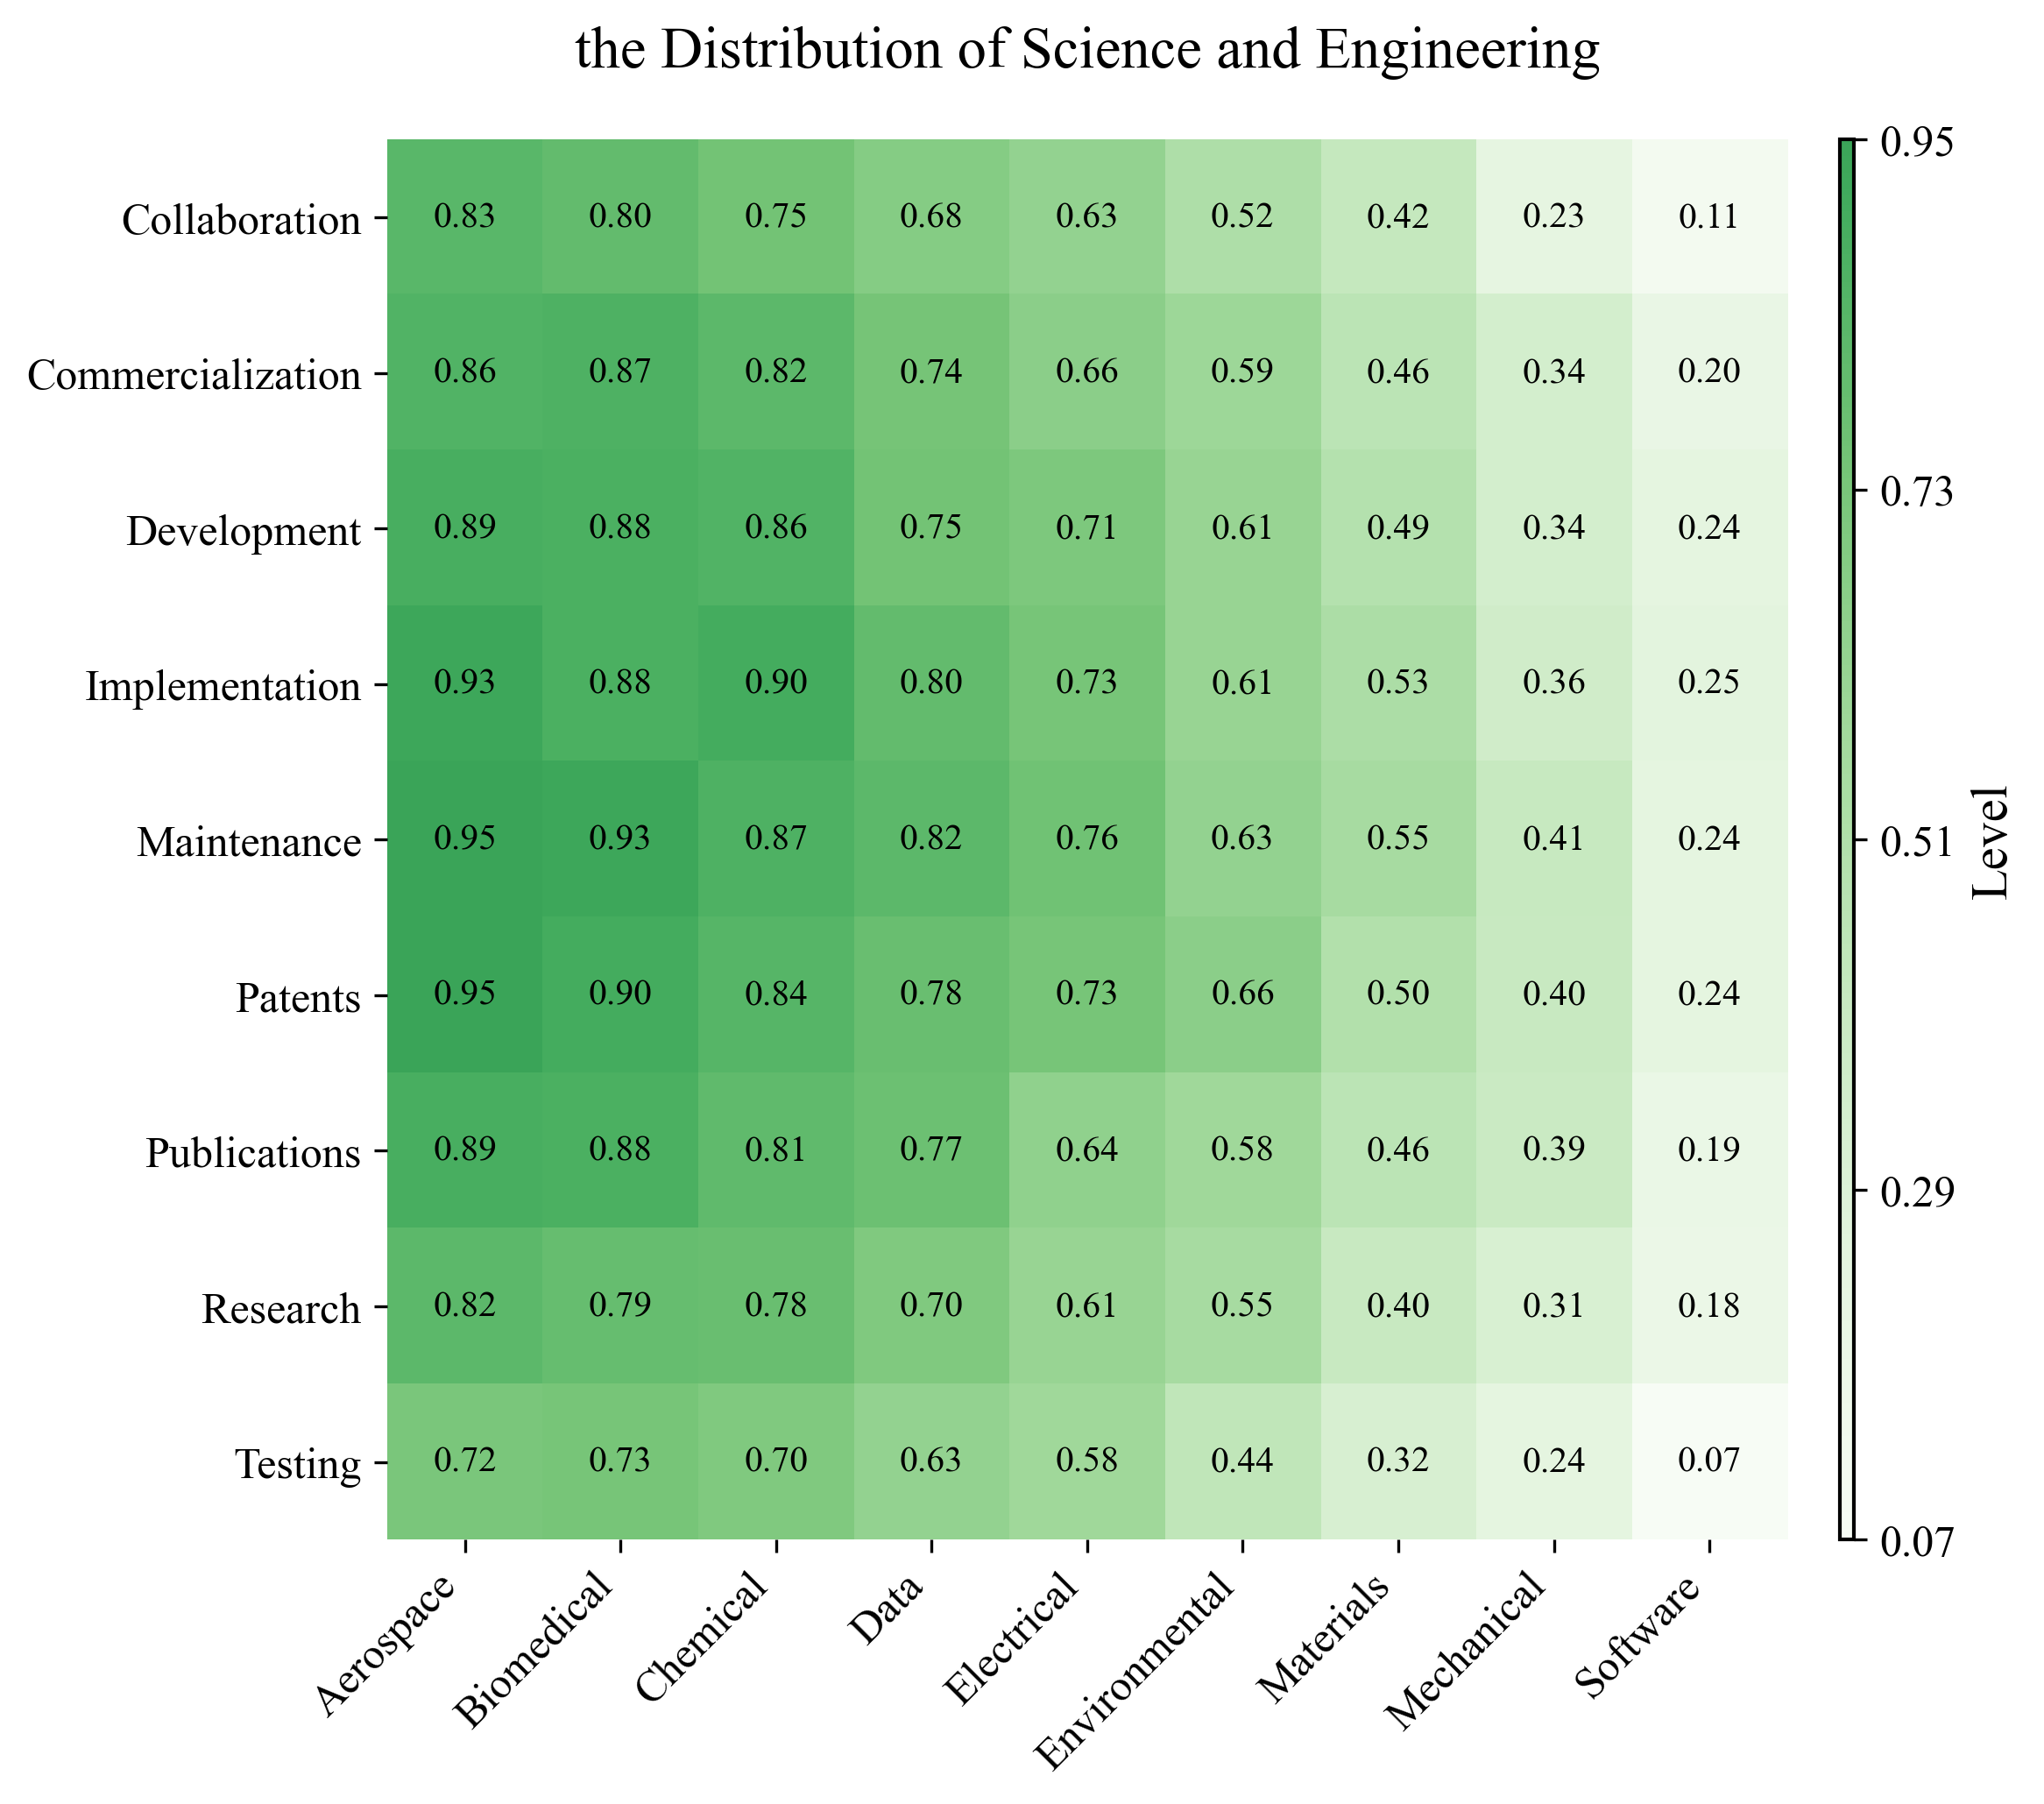 the Distribution of Science and Engineering
Collaboration 0.83 0.80 0.75 0.68 0.63 0.52 0.42 0.23 0.11
Commercialization 0.86 0.87 0.82 0.74 0.66 0.59 0.46 0.34 0.20
Development 0.89 0.88 0.86 0.75 0.71 0.61 0.49 0.34 0.24
Implementation 0.93 0.88 0.90 0.80 0.73 0.61 0.53 0.36 0.25
Maintenance 0.95 0.93 0.87 0.82 0.76 0.63 0.55 0.41 0.24
Patents 0.95 0.90 0.84 0.78 0.73 0.66 0.50 0.40 0.24
Publications 0.89 0.88 0.81 0.77 0.64 0.58 0.46 0.39 0.19
Research 0.82 0.79 0.78 0.70 0.61 0.55 0.40 0.31 0.18
Testing 0.72 0.73 0.70 0.63 0.58 0.44 0.32 0.24 0.07
Aerospace Biomedical Chemical Data Electrical Environmental Materials Mechanical Software
0.95
0.73
0.51
0.29
0.07
Level